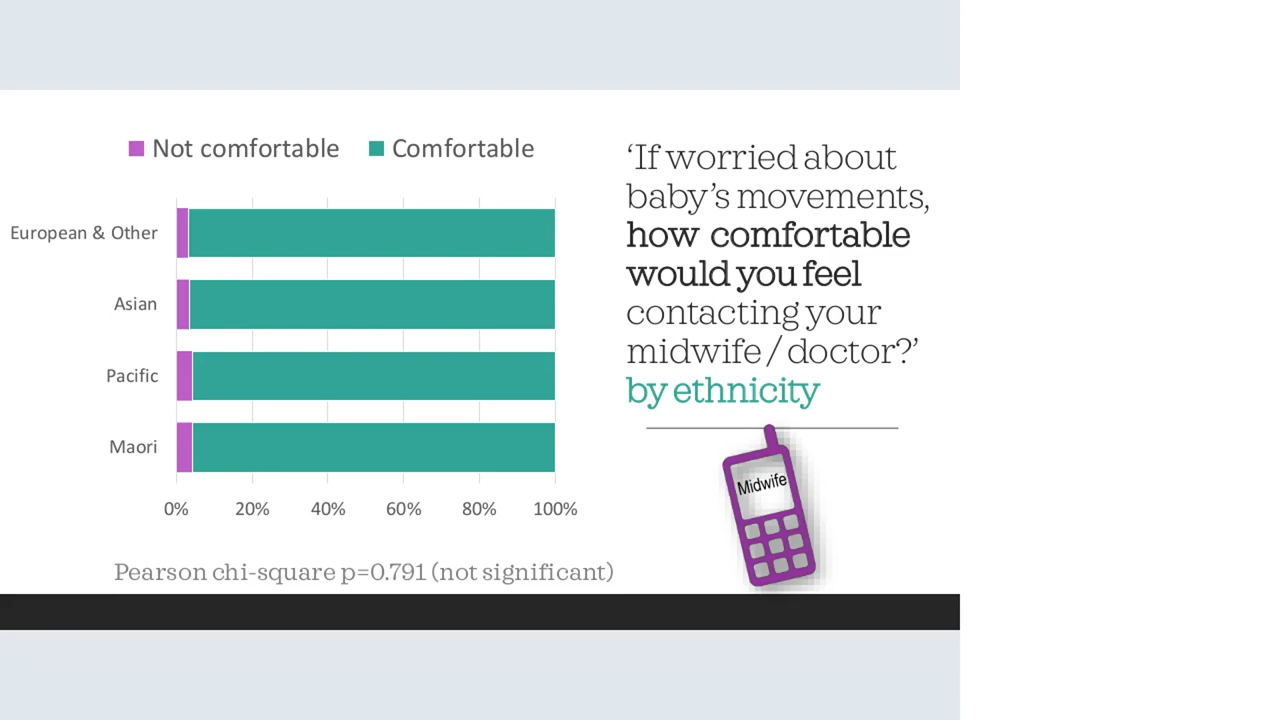 Not comfortable Comfortable
European & Other
Asian
Pacific
Maori
0% 20% 40% 60% 80% 100%
Pearson chi-square p=0.791 (not significant)
‘If worried about
baby’s movements,
how comfortable
would you feel
contacting your
midwife / doctor?’
by ethnicity
Midwife